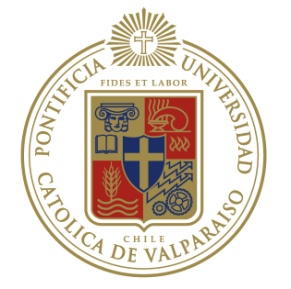 PONTIFICIA UNIVERSIDAD
CATOLICA DE VALPARAISO
FIDES ET LABOR
CHILE